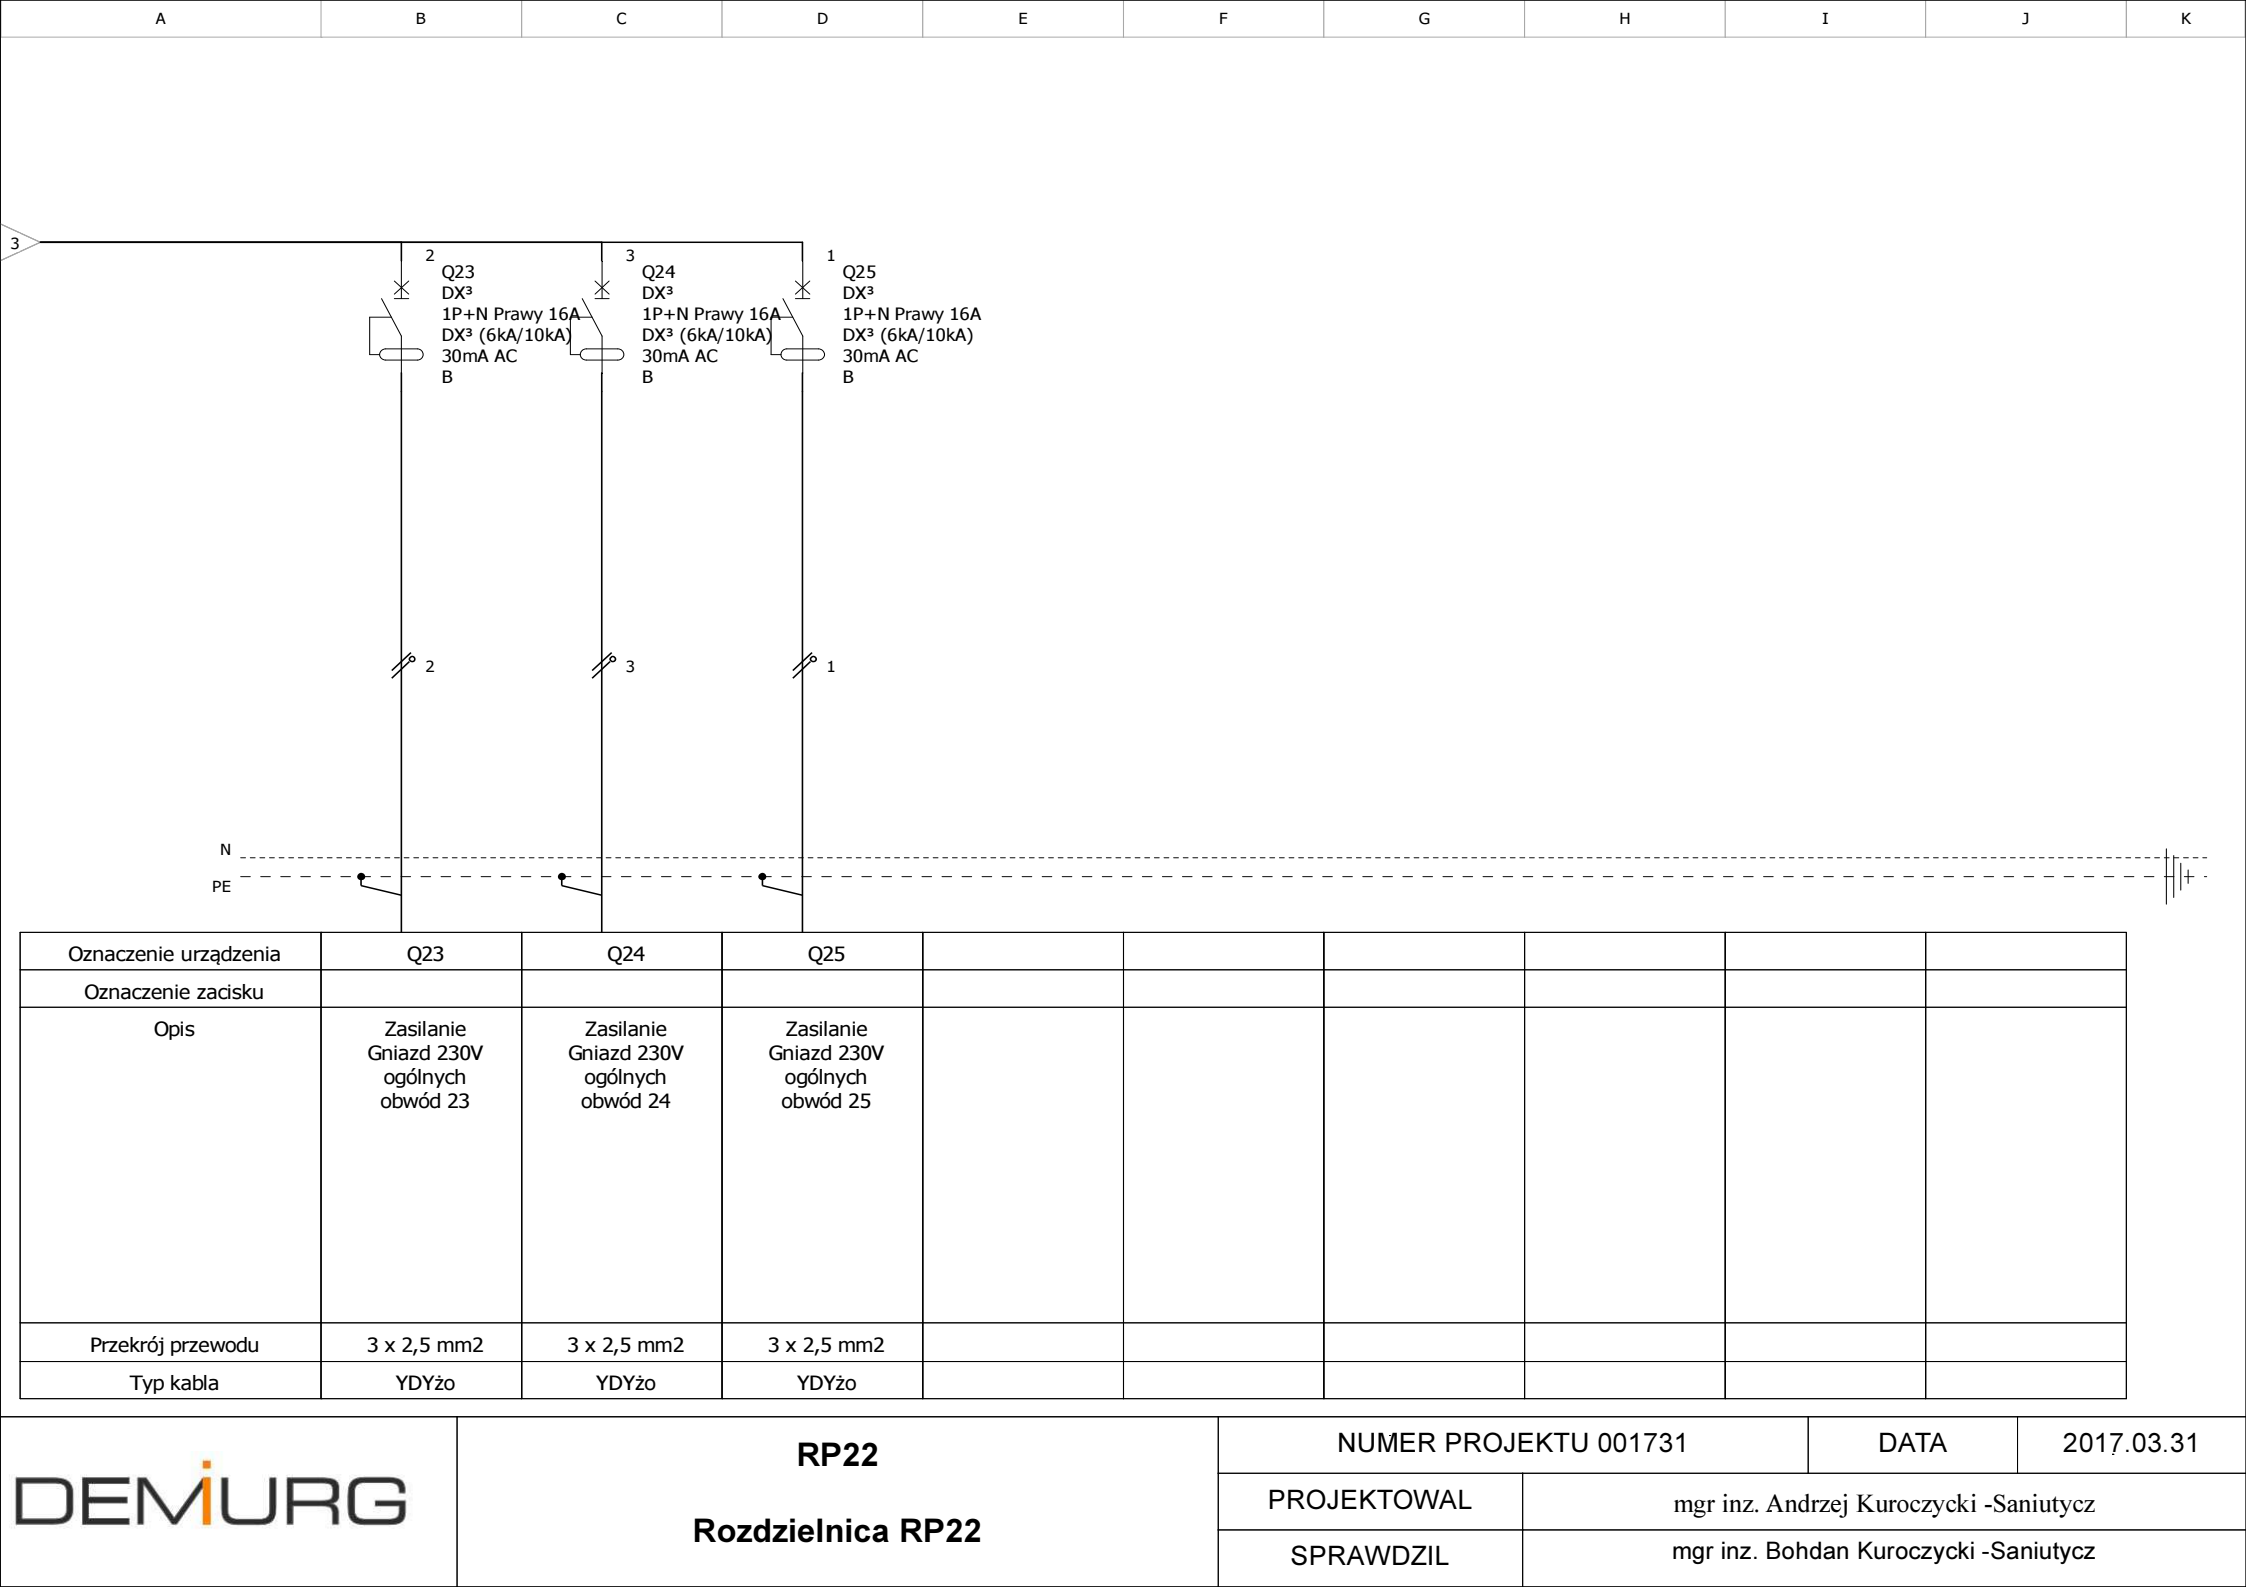 A B C D E F G H I J K
3
2
Q23
DX³
1P+N Prawy 16A
DX³ (6kA/10kA)
30mA AC
B
3
Q24
DX³
1P+N Prawy 16A
DX³ (6kA/10kA)
30mA AC
B
1
Q25
DX³
1P+N Prawy 16A
DX³ (6kA/10kA)
30mA AC
B
2 3 1
N
PE
Oznaczenie urządzenia Q23 Q24 Q25
Oznaczenie zacisku
Opis
Zasilanie
Gniazd 230V
ogólnych
obwód 23
Zasilanie
Gniazd 230V
ogólnych
obwód 24
Zasilanie
Gniazd 230V
ogólnych
obwód 25
Przekrój przewodu 3 x 2,5 mm2 3 x 2,5 mm2 3 x 2,5 mm2
Typ kabla YDYżo YDYżo YDYżo
DEMiURG
RP22
Rozdzielnica RP22
NUMER PROJEKTU 001731 DATA 2017.03.31
PROJEKTOWAL mgr inz. Andrzej Kuroczycki -Saniutycz
SPRAWDZIL mgr inz. Bohdan Kuroczycki -Saniutycz